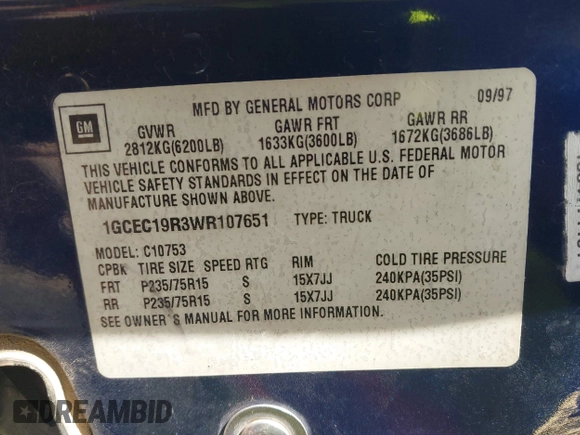 MFD BY GENERAL MOTORS CORP 09/97
GM
GVWR GAWR FRT GAWR RR
2812KG(6200LB) 1633KG(3600LB) 1672KG(3686LB)
THIS VEHICLE CONFORMS TO ALL APPLICABLE U.S. FEDERAL MOTOR
VEHICLE SAFETY STANDARDS IN EFFECT ON THE DATE OF
MANUFACTURE SHOWN ABOVE.
1GCEC19R3WR107651 TYPE: TRUCK
MODEL: C10753
CPBK TIRE SIZE SPEED RTG RIM COLD TIRE PRESSURE
FRT P235/75R15 S 15X7JJ 240KPA(35PSI)
RR P235/75R15 S 15X7JJ 240KPA(35PSI)
SEE OWNER'S MANUAL FOR MORE INFORMATION.
DREAMBID